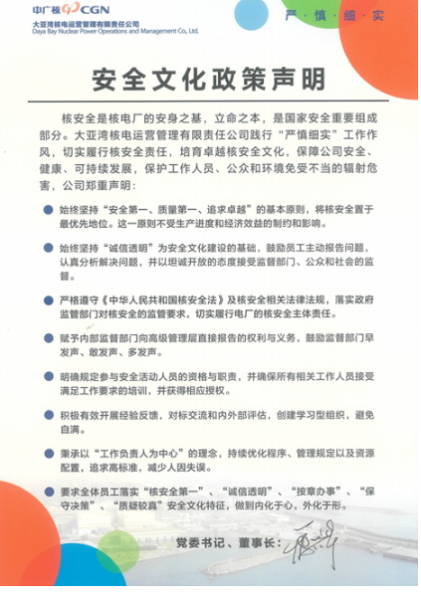 中广核 CGN
大亚湾核电运营管理有限责任公司
Daya Bay Nuclear Power Operations and Management Co., Ltd.
严·慎·细·实
安全文化政策声明
核安全是核电厂的安身之基，立命之本，是国家安全重要组成
部分。大亚湾核电运营管理有限责任公司践行“严慎细实”工作作
风，切实履行核安全责任，培育卓越核安全文化，保障公司安全、
健康、可持续发展，保护工作人员、公众和环境免受不当的辐射危
害，公司郑重声明：
始终坚持“安全第一、质量第一、追求卓越”的基本原则，将核安全置于
最优先地位。这一原则不受生产进度和经济效益的制约和影响。
始终坚持“诚信透明”为安全文化建设的基础，鼓励员工主动报告问题，
认真分析解决问题，并以坦诚开放的态度接受监督部门、公众和社会的监
督。
严格遵守《中华人民共和国核安全法》及核安全相关法律法规，落实政府
监管部门对核安全的监管要求，切实履行电厂的核安全主体责任。
赋予内部监督部门向高级管理层直接报告的权利与义务，鼓励监督部门早
发声、敢发声、多发声。
明确规定参与安全活动人员的资格与职责，并确保所有相关工作人员接受
满足工作要求的培训，并获得相应授权。
积极有效开展经验反馈，对标交流和内外部评估，创建学习型组织，避免
自满。
秉承以“工作负责人为中心”的理念，持续优化程序、管理规定以及资源
配置，追求高标准，减少人因失误。
要求全体员工落实“核安全第一”、“诚信透明”、“按章办事”、“保
守决策”、“质疑较真”安全文化特征，做到内化于心，外化于形。
党委书记、董事长：